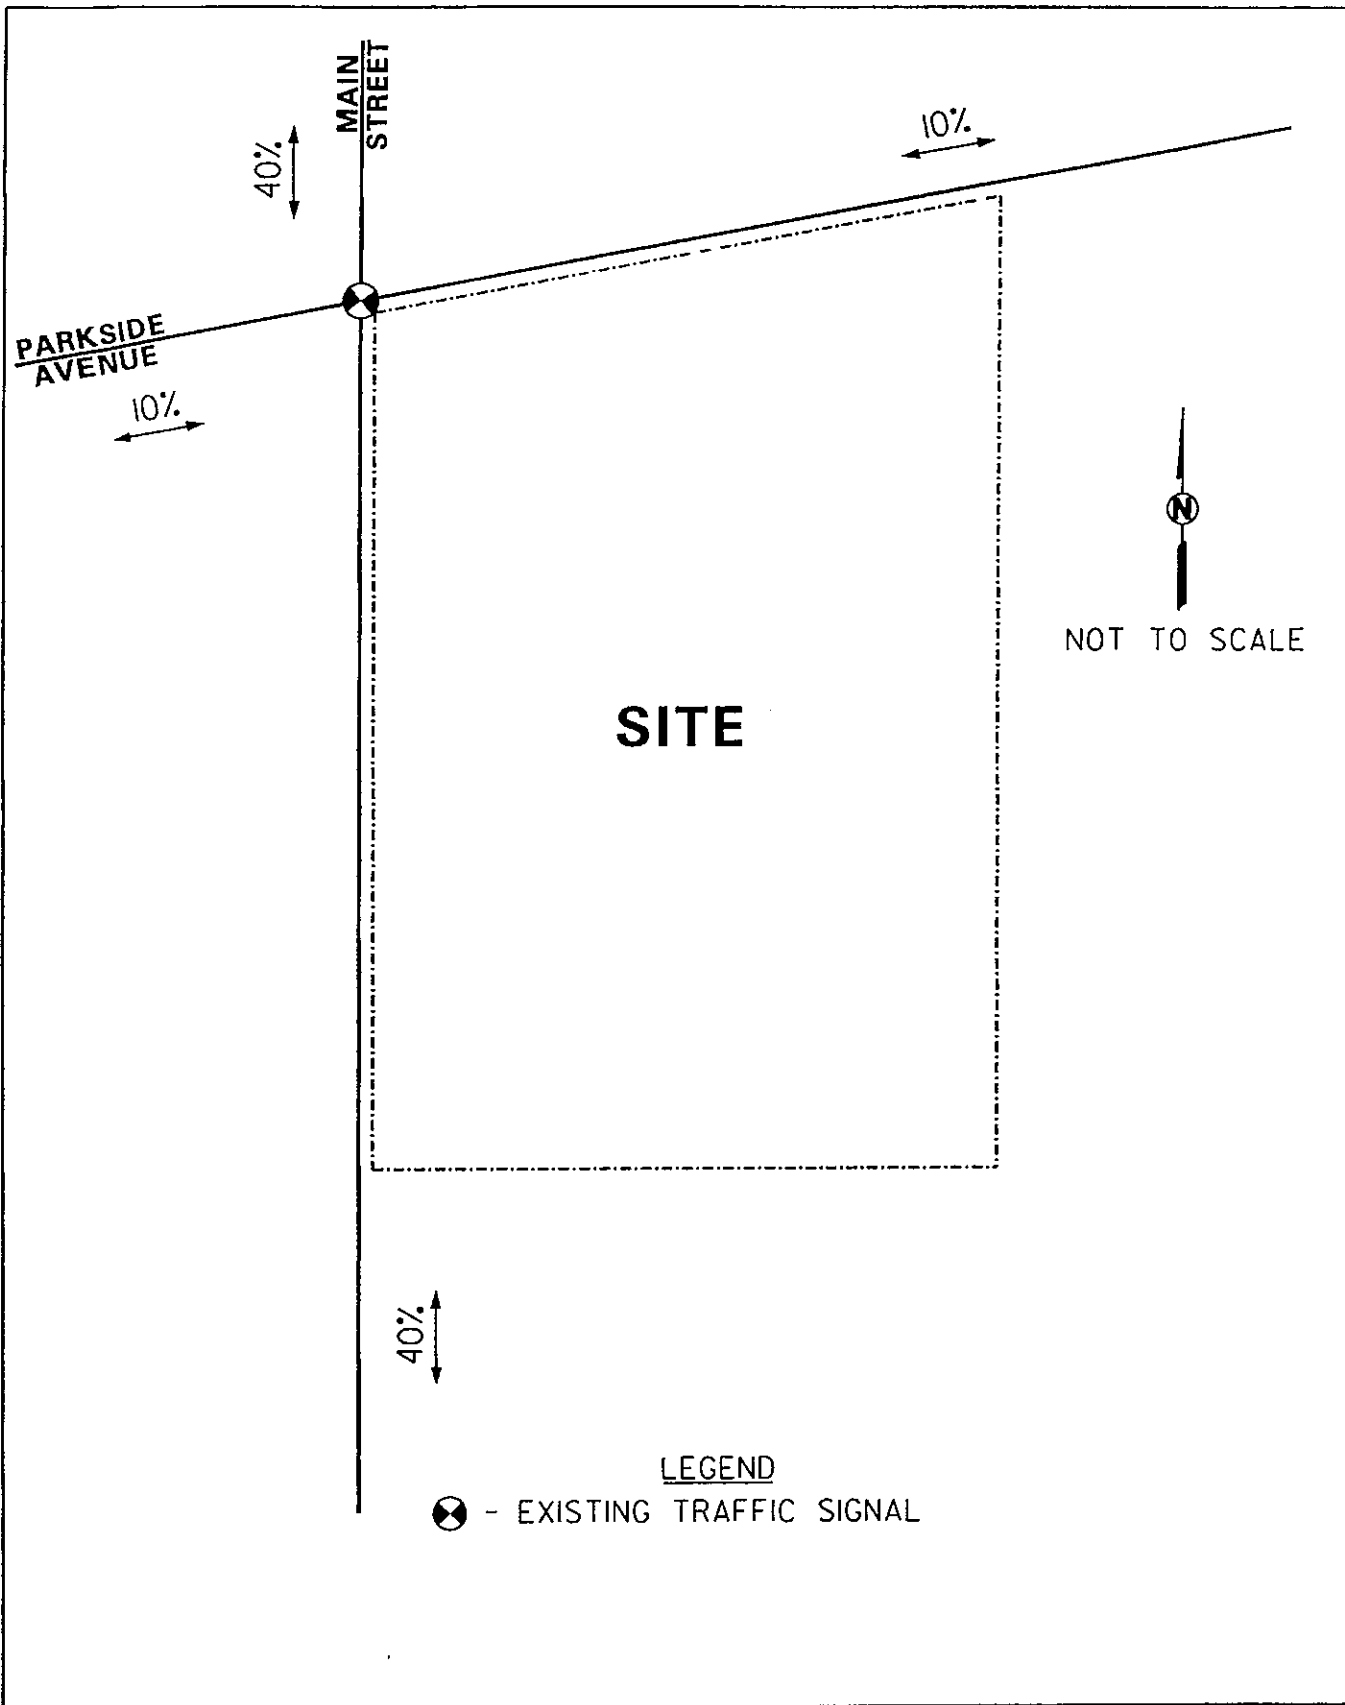 MAIN
STREET
40%
10%
PARKSIDE
AVENUE
10%
N
NOT TO SCALE
SITE
40%
LEGEND
- EXISTING TRAFFIC SIGNAL